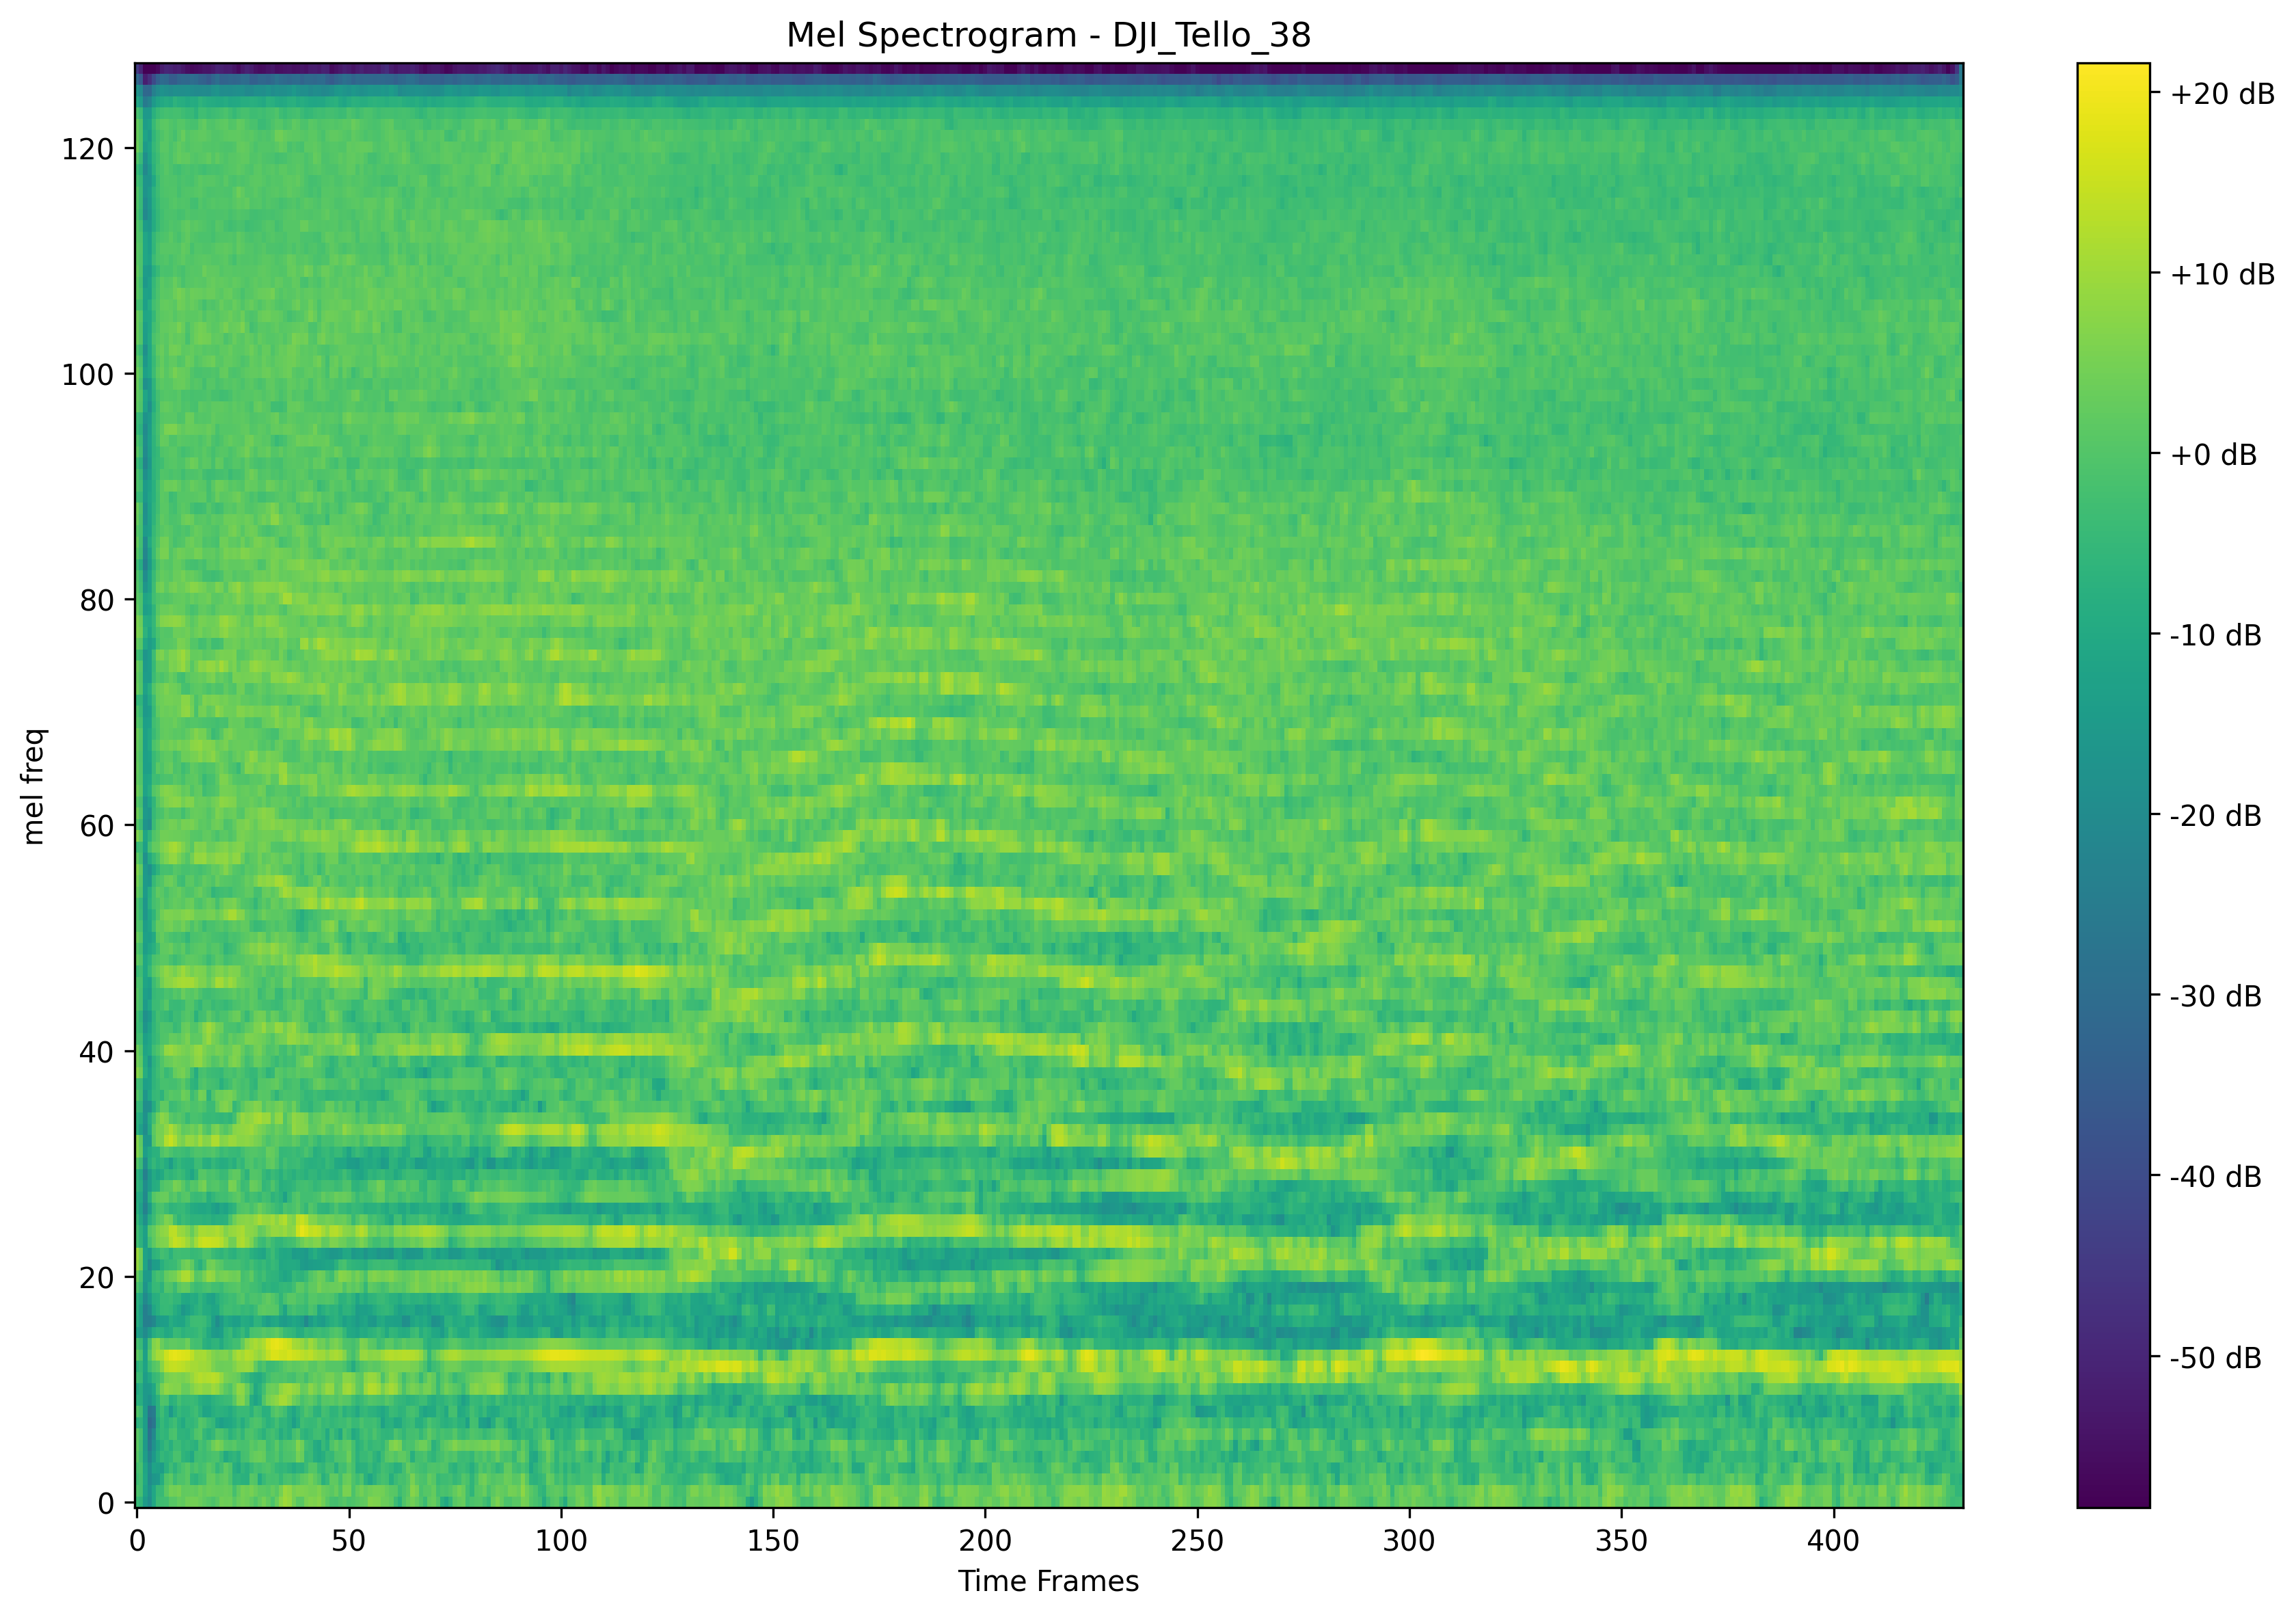 Mel Spectrogram - DJI_Tello_38
mel freq
120
100
80
60
40
20
0
0 50 100 150 200 250 300 350 400
Time Frames
+20 dB
+10 dB
+0 dB
-10 dB
-20 dB
-30 dB
-40 dB
-50 dB